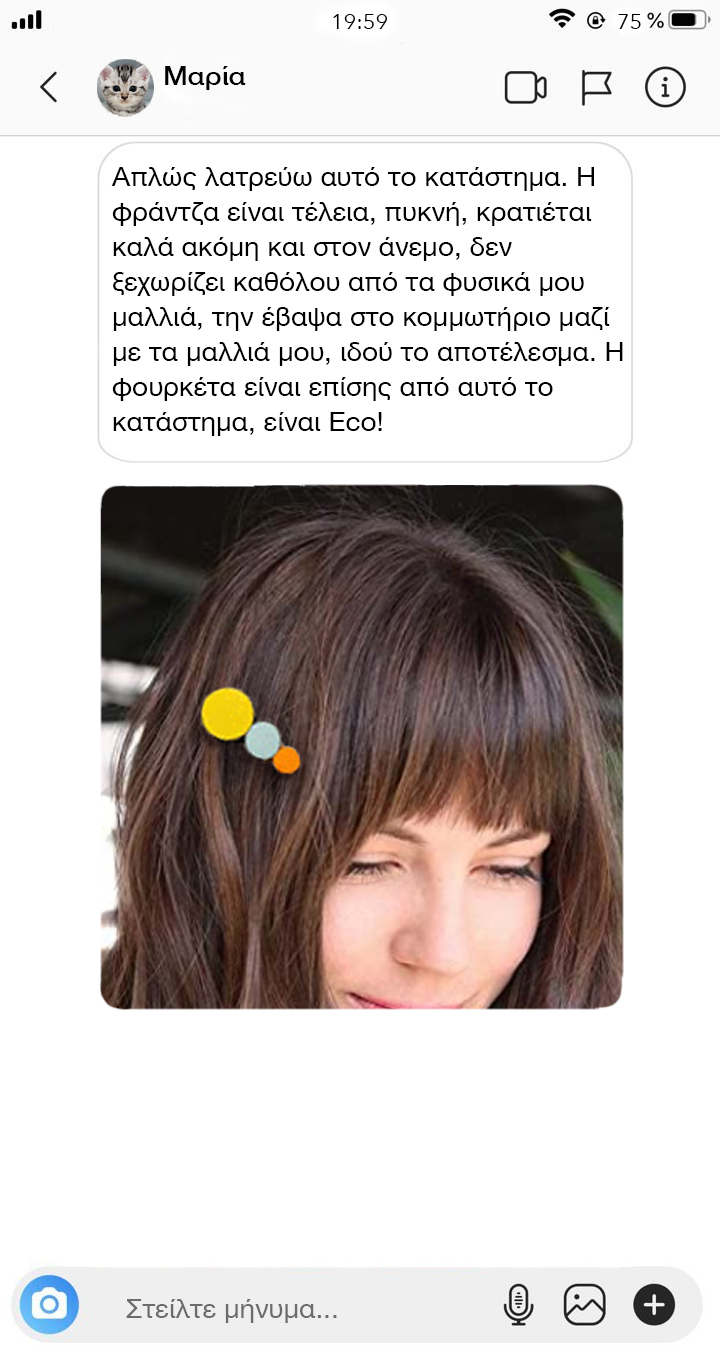 19:59
75 %
Μαρία
Απλώς λατρεύω αυτό το κατάστημα. Η
φράντζα είναι τέλεια, πυκνή, κρατιέται
καλά ακόμη και στον άνεμο, δεν
ξεχωρίζει καθόλου από τα φυσικά μου
μαλλιά, την έβαψα στο κομμωτήριο μαζί
με τα μαλλιά μου, ιδού το αποτέλεσμα. Η
φουρκέτα είναι επίσης από αυτό το
κατάστημα, είναι Eco!
Στείλτε μήνυμα...